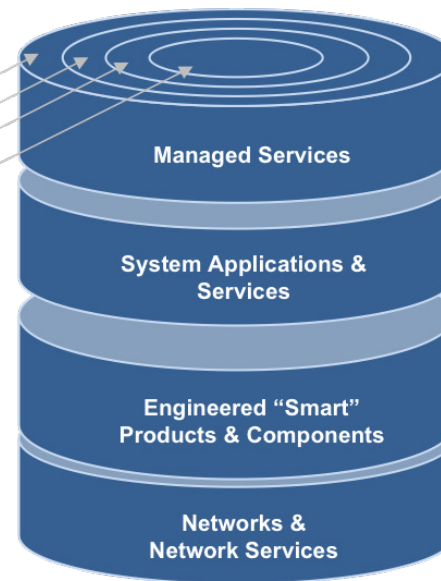 Managed Services
System Applications &
Services
Engineered “Smart”
Products & Components
Networks &
Network Services